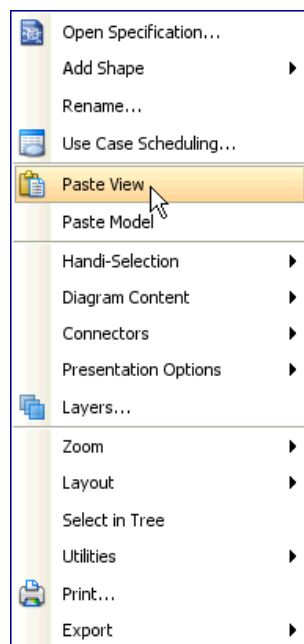 Open Specification...
Add Shape
Rename...
Use Case Scheduling...
Paste View
Paste Model
Handi-Selection
Diagram Content
Connectors
Presentation Options
Layers...
Zoom
Layout
Select in Tree
Utilities
Print...
Export